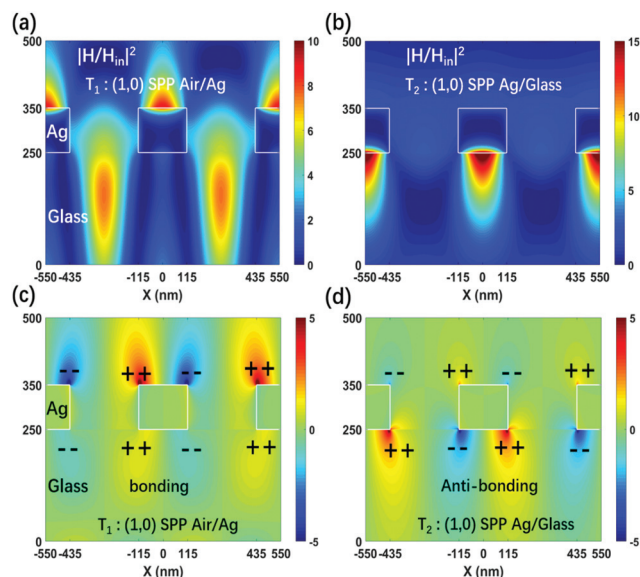 (a)
|H/H_in|²
T₁ : (1,0) SPP Air/Ag
500
350
250
0
Ag
Glass
-550 -435 -115 0 115 435 550
X (nm)
10
8
6
4
2
0
(b)
|H/H_in|²
T₂ : (1,0) SPP Ag/Glass
500
350
250
0
-550 -435 -115 0 115 435 550
X (nm)
15
10
5
0
(c)
500
350
250
0
-- ++ -- ++
Ag
-- ++ -- ++
Glass bonding
T₁ : (1,0) SPP Air/Ag
-550 -435 -115 0 115 435 550
X (nm)
5
0
-5
(d)
500
350
250
0
-- ++ -- ++
++ -- ++ --
Anti-bonding
T₂ : (1,0) SPP Ag/Glass
-550 -435 -115 0 115 435 550
X (nm)
5
0
-5